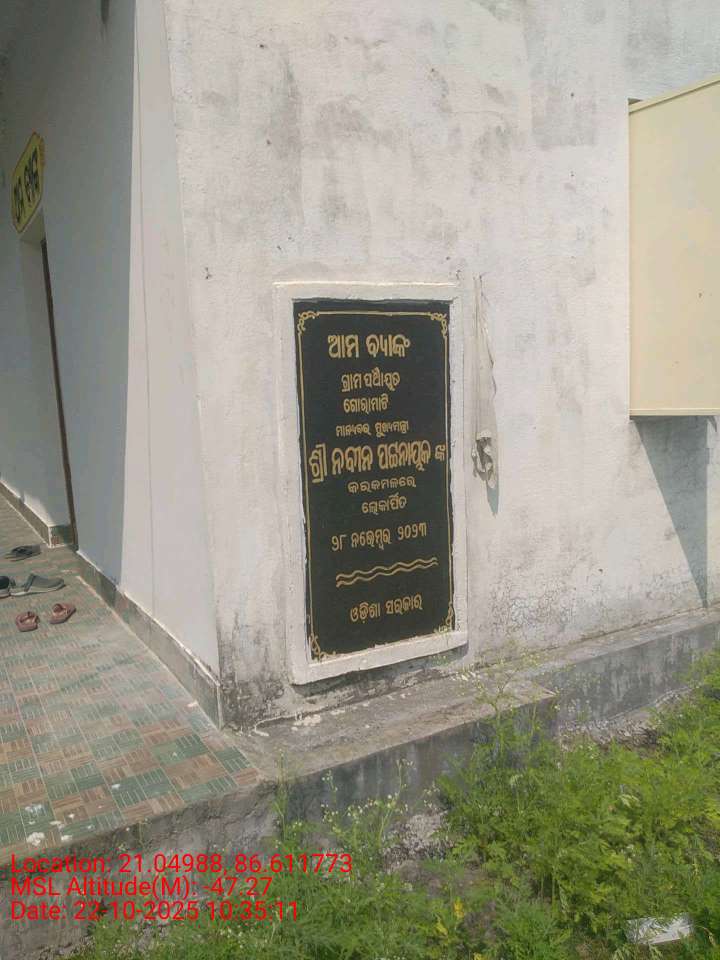 ଆମ ବ୍ୟାଙ୍କ
ଗ୍ରାମ ପଞ୍ଚାୟତ
ଗୋରାମାଟି
ମାନ୍ୟବର ମୁଖ୍ୟମନ୍ତ୍ରୀ
ଶ୍ରୀ ନବୀନ ପଟ୍ଟନାୟକ ଙ୍କ
କରକମଳରେ
ଲୋକାର୍ପିତ
୨୮ ନଭେମ୍ବର ୨୦୨୩
ଓଡ଼ିଶା ସରକାର
Location: 21.04988, 86.611773
MSL Altitude(M): -47.27
Date: 22-10-2025 10:35:11